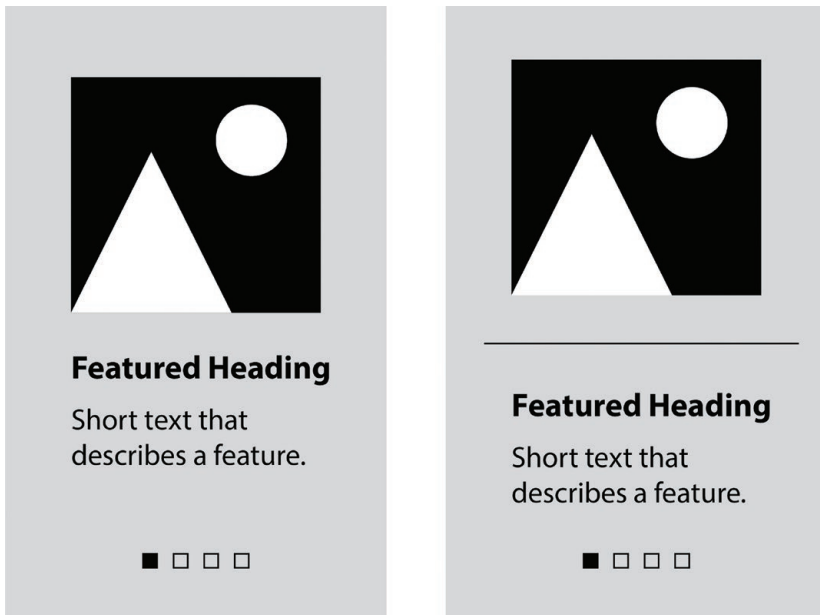 Featured Heading
Short text that
describes a feature.
Featured Heading
Short text that
describes a feature.